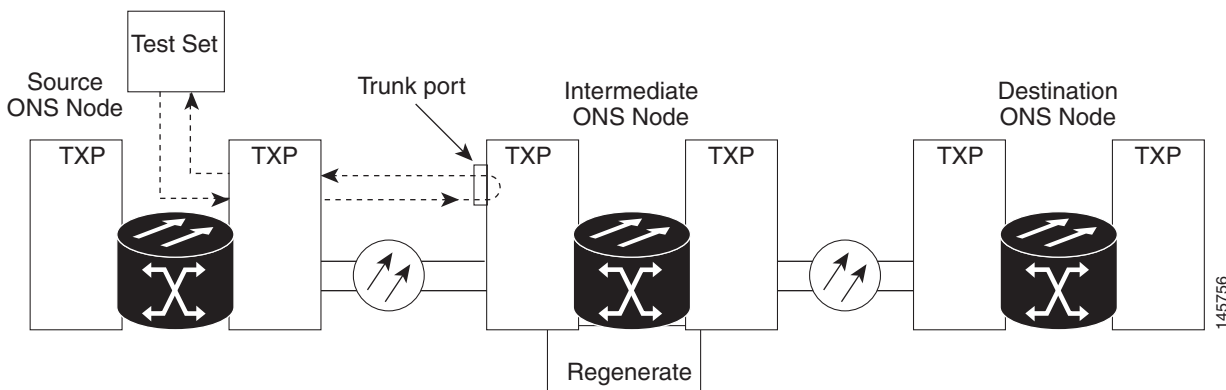 Test Set
Source
ONS Node
Trunk port
Intermediate
ONS Node
Destination
ONS Node
TXP
TXP
TXP
TXP
TXP
TXP
Regenerate
145756